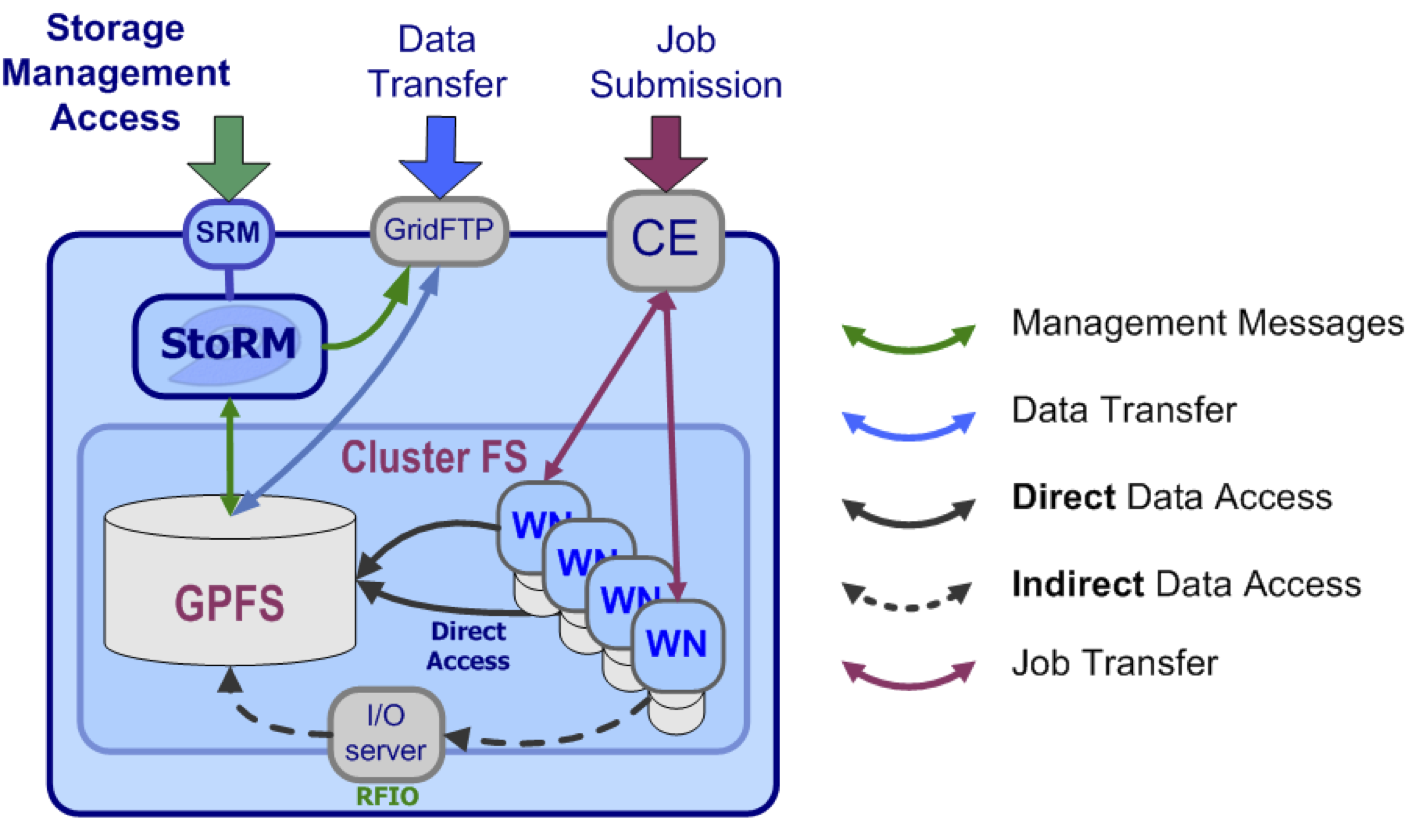 Storage
Management
Access
Data
Transfer
Job
Submission
SRM
GridFTP
CE
StoRM
Cluster FS
GPFS
WN
WN
WN
WN
Direct
Access
I/O
server
RFIO
Management Messages
Data Transfer
Direct Data Access
Indirect Data Access
Job Transfer